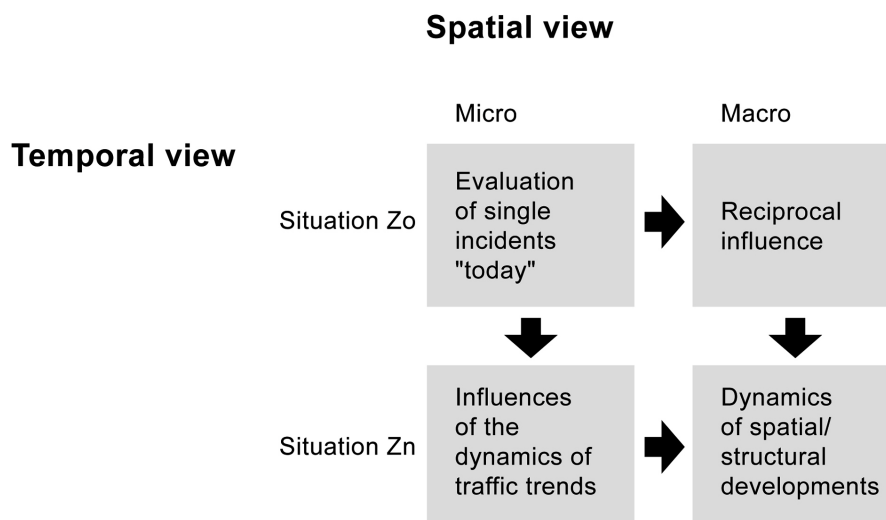 Spatial view
Micro
Macro
Temporal view
Situation Zo
Evaluation
of single
incidents
"today"
Reciprocal
influence
Situation Zn
Influences
of the
dynamics of
traffic trends
Dynamics
of spatial/
structural
developments